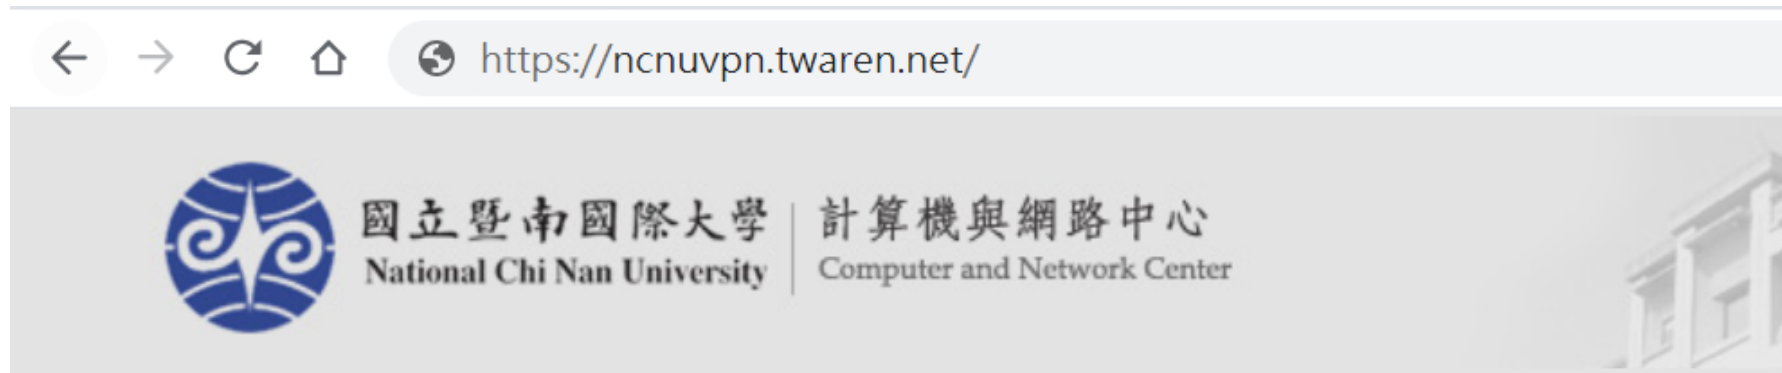 https://ncnuvpn.twaren.net/
國立暨南國際大學
National Chi Nan University
計算機與網路中心
Computer and Network Center